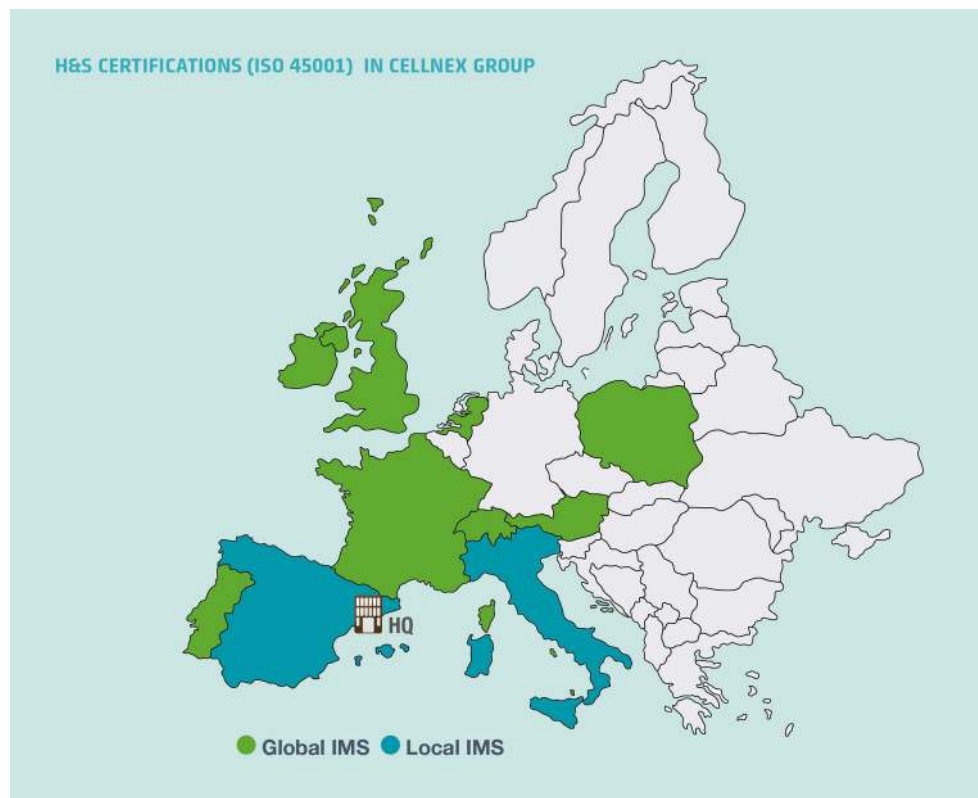 H&S CERTIFICATIONS (ISO 45001) IN CELLNEX GROUP
HQ
Global IMS Local IMS